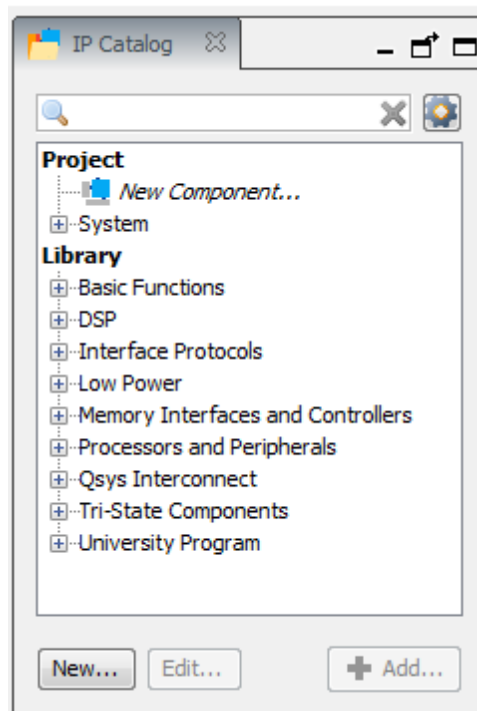 IP Catalog
Project
New Component...
System
Library
Basic Functions
DSP
Interface Protocols
Low Power
Memory Interfaces and Controllers
Processors and Peripherals
Qsys Interconnect
Tri-State Components
University Program
New... Edit... Add...